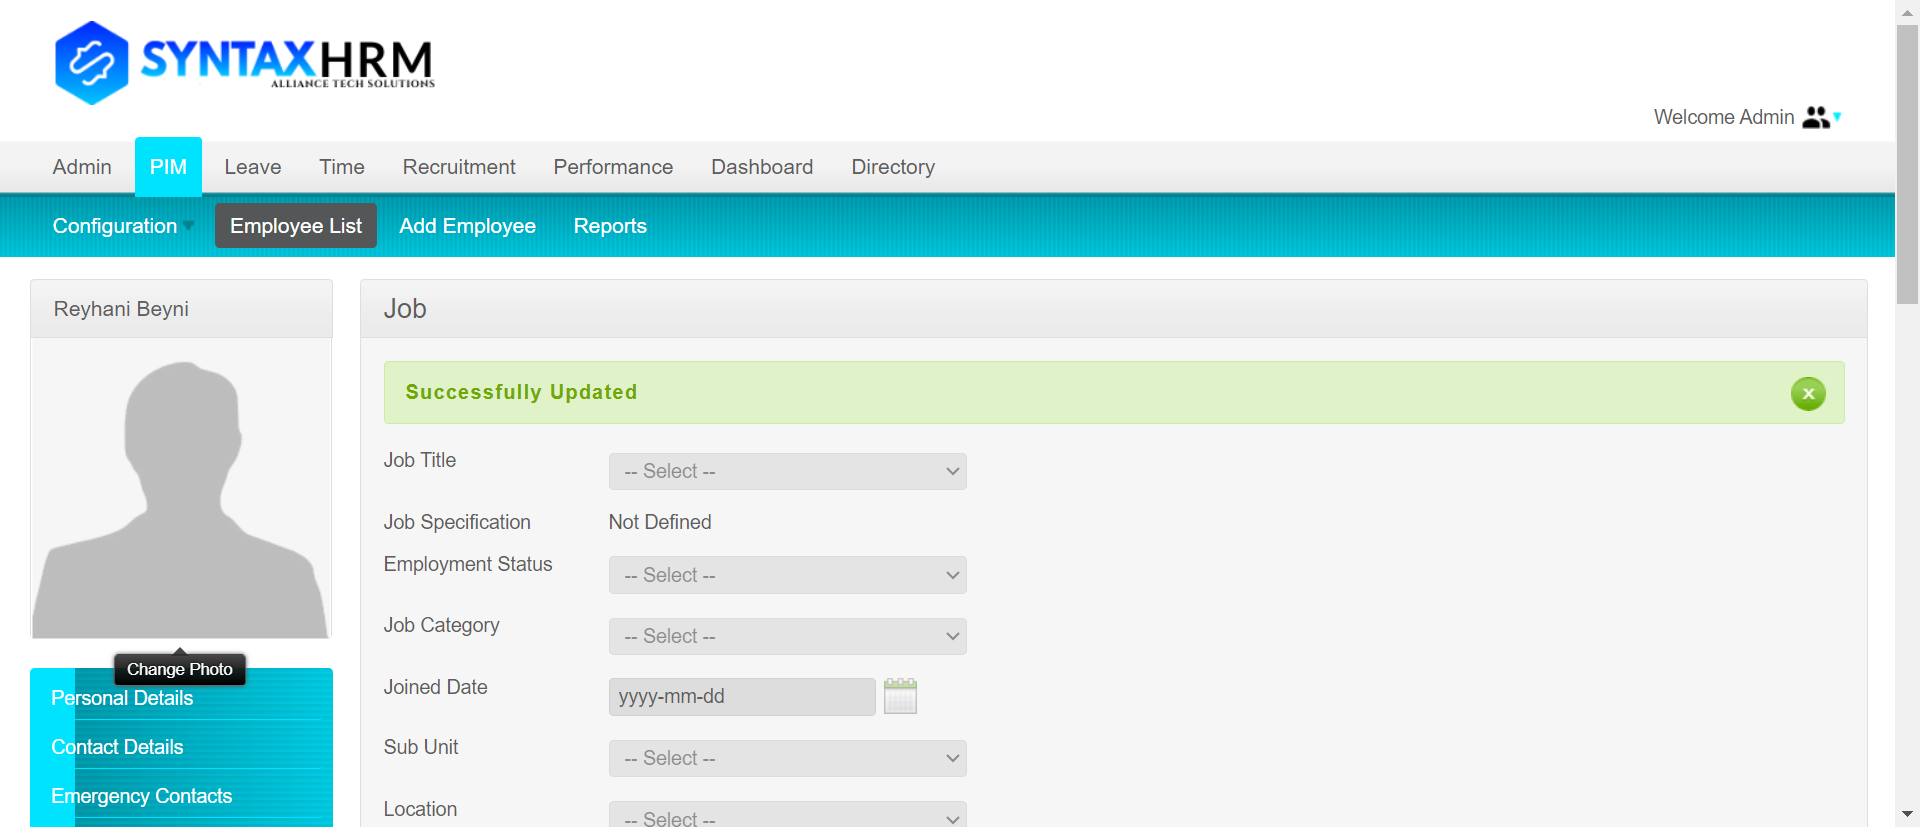 SYNTAXHRM
ALLIANCE TECH SOLUTIONS
Welcome Admin
Admin PIM Leave Time Recruitment Performance Dashboard Directory
Configuration Employee List Add Employee Reports
Reyhani Beyni
Change Photo
Personal Details
Contact Details
Emergency Contacts
Job
Successfully Updated
Job Title -- Select --
Job Specification Not Defined
Employment Status -- Select --
Job Category -- Select --
Joined Date yyyy-mm-dd
Sub Unit -- Select --
Location -- Select --